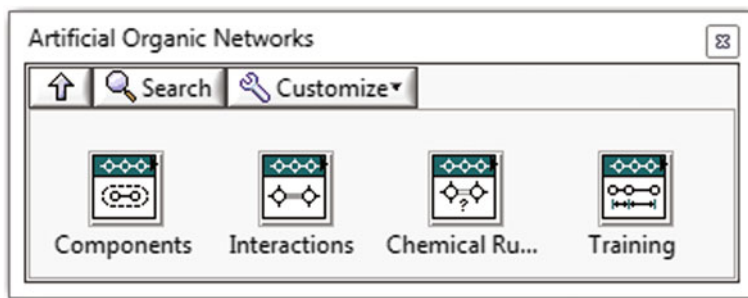 Artificial Organic Networks
Search Customize
Components Interactions Chemical Ru... Training
?